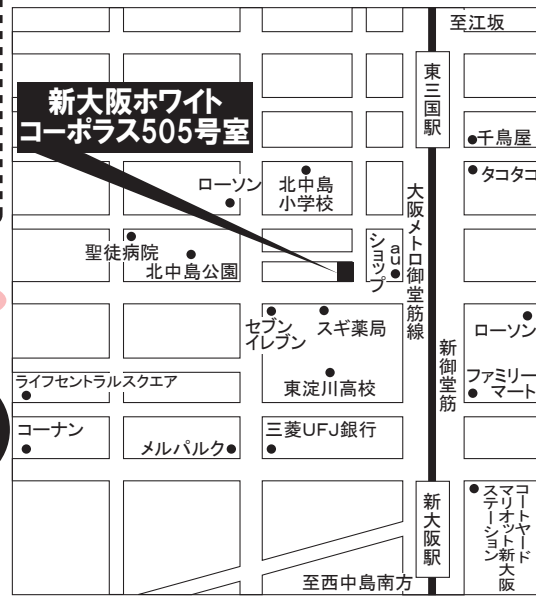 至江坂
東三国駅
新大阪ホワイト
コーポラス505号室
千鳥屋
タコタコ
ローソン
北中島
小学校
大阪メトロ御堂筋線
聖徒病院
北中島公園
au
ショップ
セブン
イレブン
スギ薬局
ローソン
新御堂筋
ライフセントラルスクエア
東淀川高校
ファミリー
マート
コーナン
メルパルク
三菱UFJ銀行
新大阪駅
コートヤード
マリオット新大阪
ステーション
至西中島南方